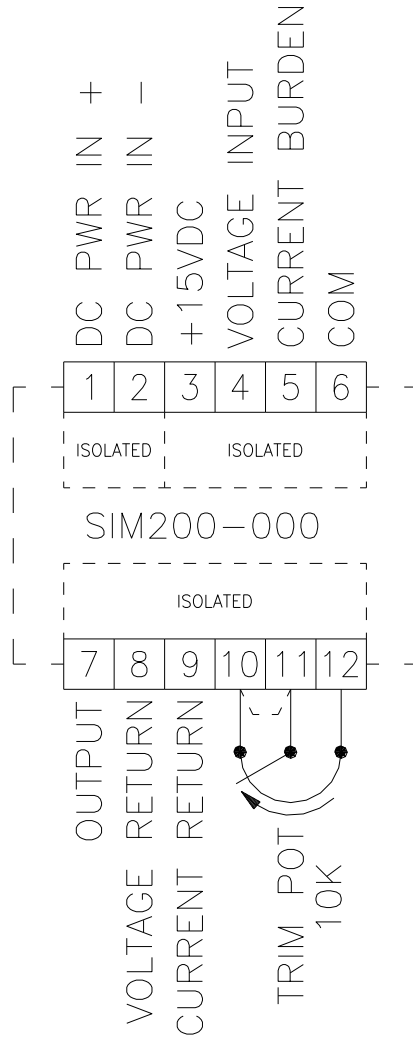 DC PWR IN +
DC PWR IN -
+15VDC
VOLTAGE INPUT
CURRENT BURDEN
COM
1 2 3 4 5 6
ISOLATED ISOLATED
SIM200-000
ISOLATED
7 8 9 10 11 12
OUTPUT
VOLTAGE RETURN
CURRENT RETURN
TRIM POT
10K